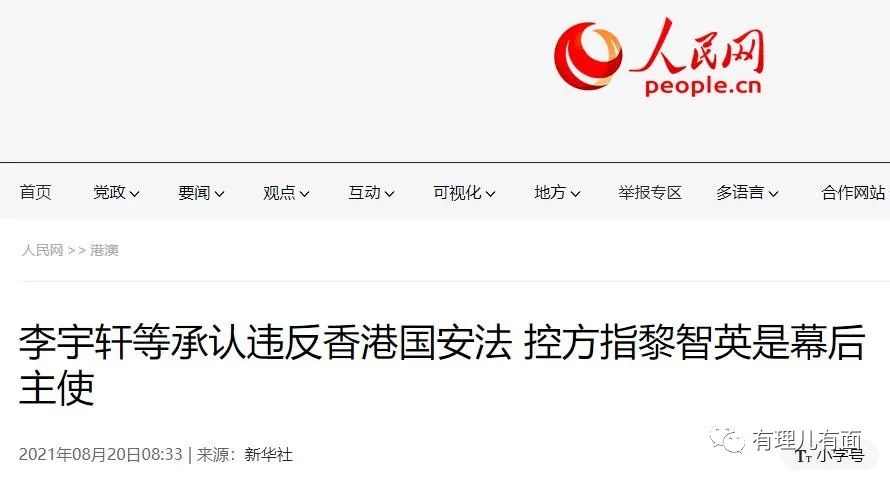 人民网
people.cn
首页 党政 要闻 观点 互动 可视化 地方 举报专区 多语言 合作网站
人民网 >> 港澳
李宇轩等承认违反香港国安法 控方指黎智英是幕后
主使
2021年08月20日08:33 | 来源：新华社
有理儿有面
TT 小字号